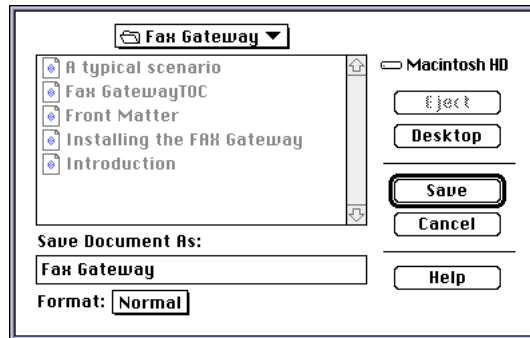 Fax Gateway
A typical scenario
Fax GatewayTOC
Front Matter
Installing the FAX Gateway
Introduction
Macintosh HD
Eject
Desktop
Save
Cancel
Save Document As:
Fax Gateway
Help
Format: Normal